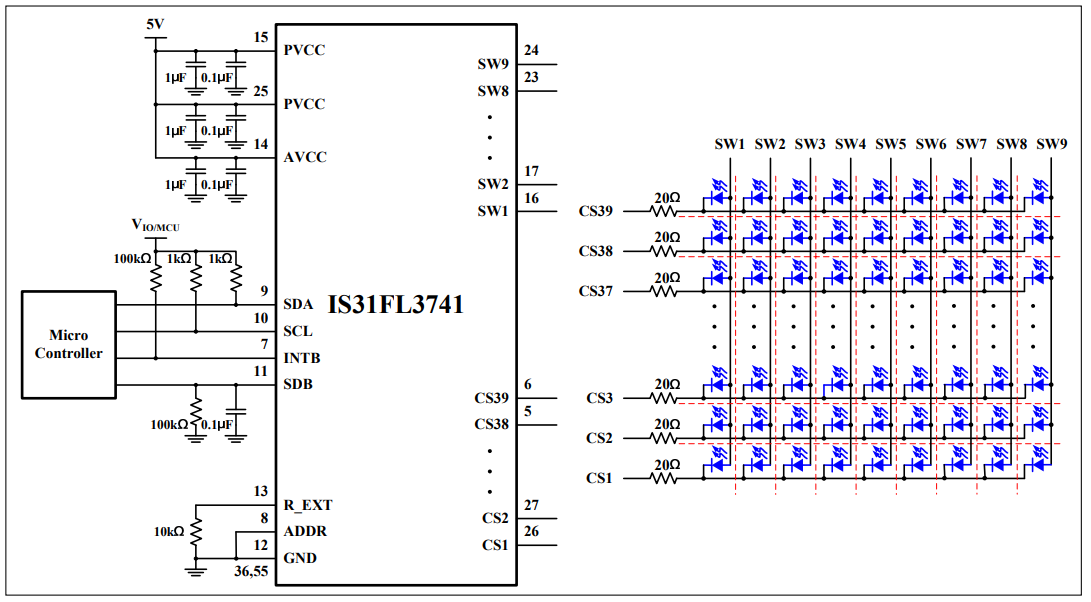 5V
15
PVCC
1µF
0.1µF
25
PVCC
1µF
0.1µF
14
AVCC
1µF
0.1µF
VIO/MCU
100kΩ
1kΩ
1kΩ
Micro
Controller
9
SDA
10
SCL
7
INTB
11
SDB
100kΩ
0.1µF
13
R_EXT
10kΩ
8
ADDR
12
GND
36,55
IS31FL3741
24
SW9
23
SW8
17
SW2
16
SW1
6
CS39
5
CS38
27
CS2
26
CS1
SW1 SW2 SW3 SW4 SW5 SW6 SW7 SW8 SW9
20Ω
CS39
20Ω
CS38
20Ω
CS37
20Ω
CS3
20Ω
CS2
20Ω
CS1